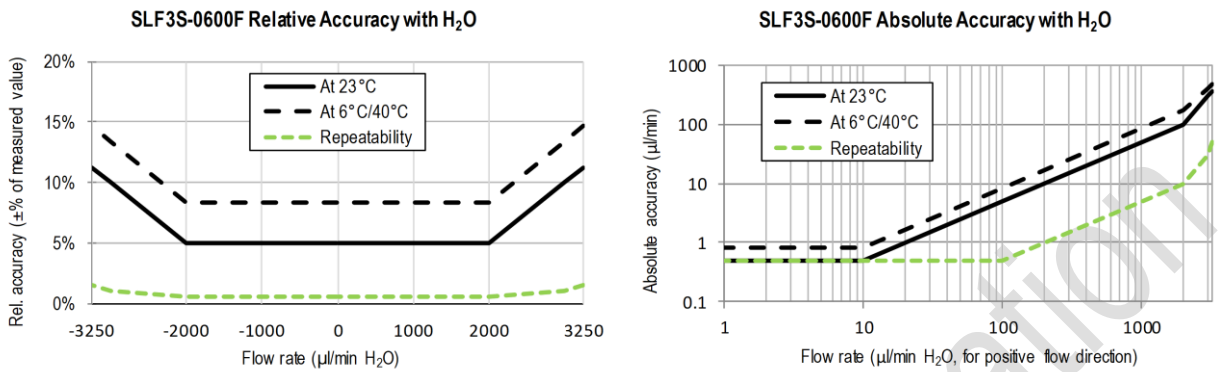 SLF3S-0600F Relative Accuracy with H₂O
20%
15%
10%
5%
0%
Rel. accuracy (±% of measured value)
At 23°C
At 6°C/40°C
Repeatability
-3250 -2000 -1000 0 1000 2000 3250
Flow rate (µl/min H₂O)
SLF3S-0600F Absolute Accuracy with H₂O
1000
100
10
1
0.1
Absolute accuracy (µl/min)
At 23°C
At 6°C/40°C
Repeatability
1 10 100 1000
Flow rate (µl/min H₂O, for positive flow direction)